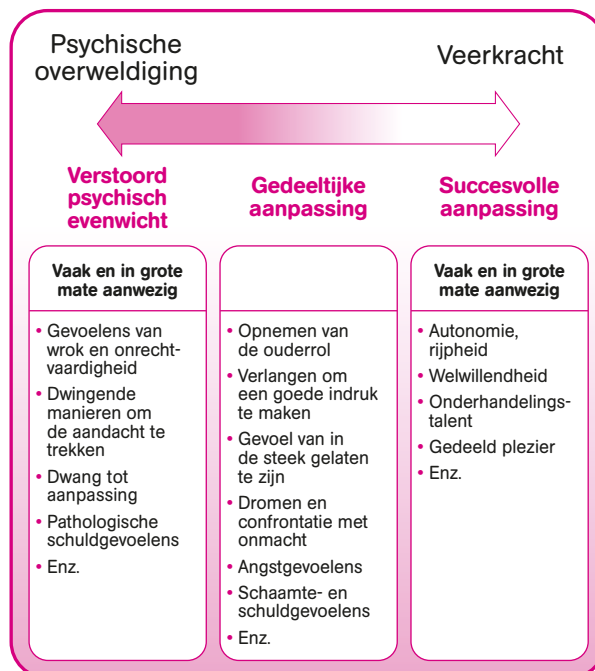 Psychische
overweldiging
Veerkracht
Verstoord
psychisch
evenwicht
Gedeeltijke
aanpassing
Succesvolle
aanpassing
Vaak en in grote
mate aanwezig
• Gevoelens van
wrok en onrecht-
vaardigheid
• Dwingende
manieren om
de aandacht te
trekken
• Dwang tot
aanpassing
• Pathologische
schuldgevoelens
• Enz.
• Opnemen van
de ouderrol
• Verlangen om
een goede indruk
te maken
• Gevoel van in
de steek gelaten
te zijn
• Dromen en
confrontatie met
onmacht
• Angstgevoelens
• Schaamte- en
schuldgevoelens
• Enz.
Vaak en in grote
mate aanwezig
• Autonomie,
rijpheid
• Welwillendheid
• Onderhandelings-
talent
• Gedeeld plezier
• Enz.